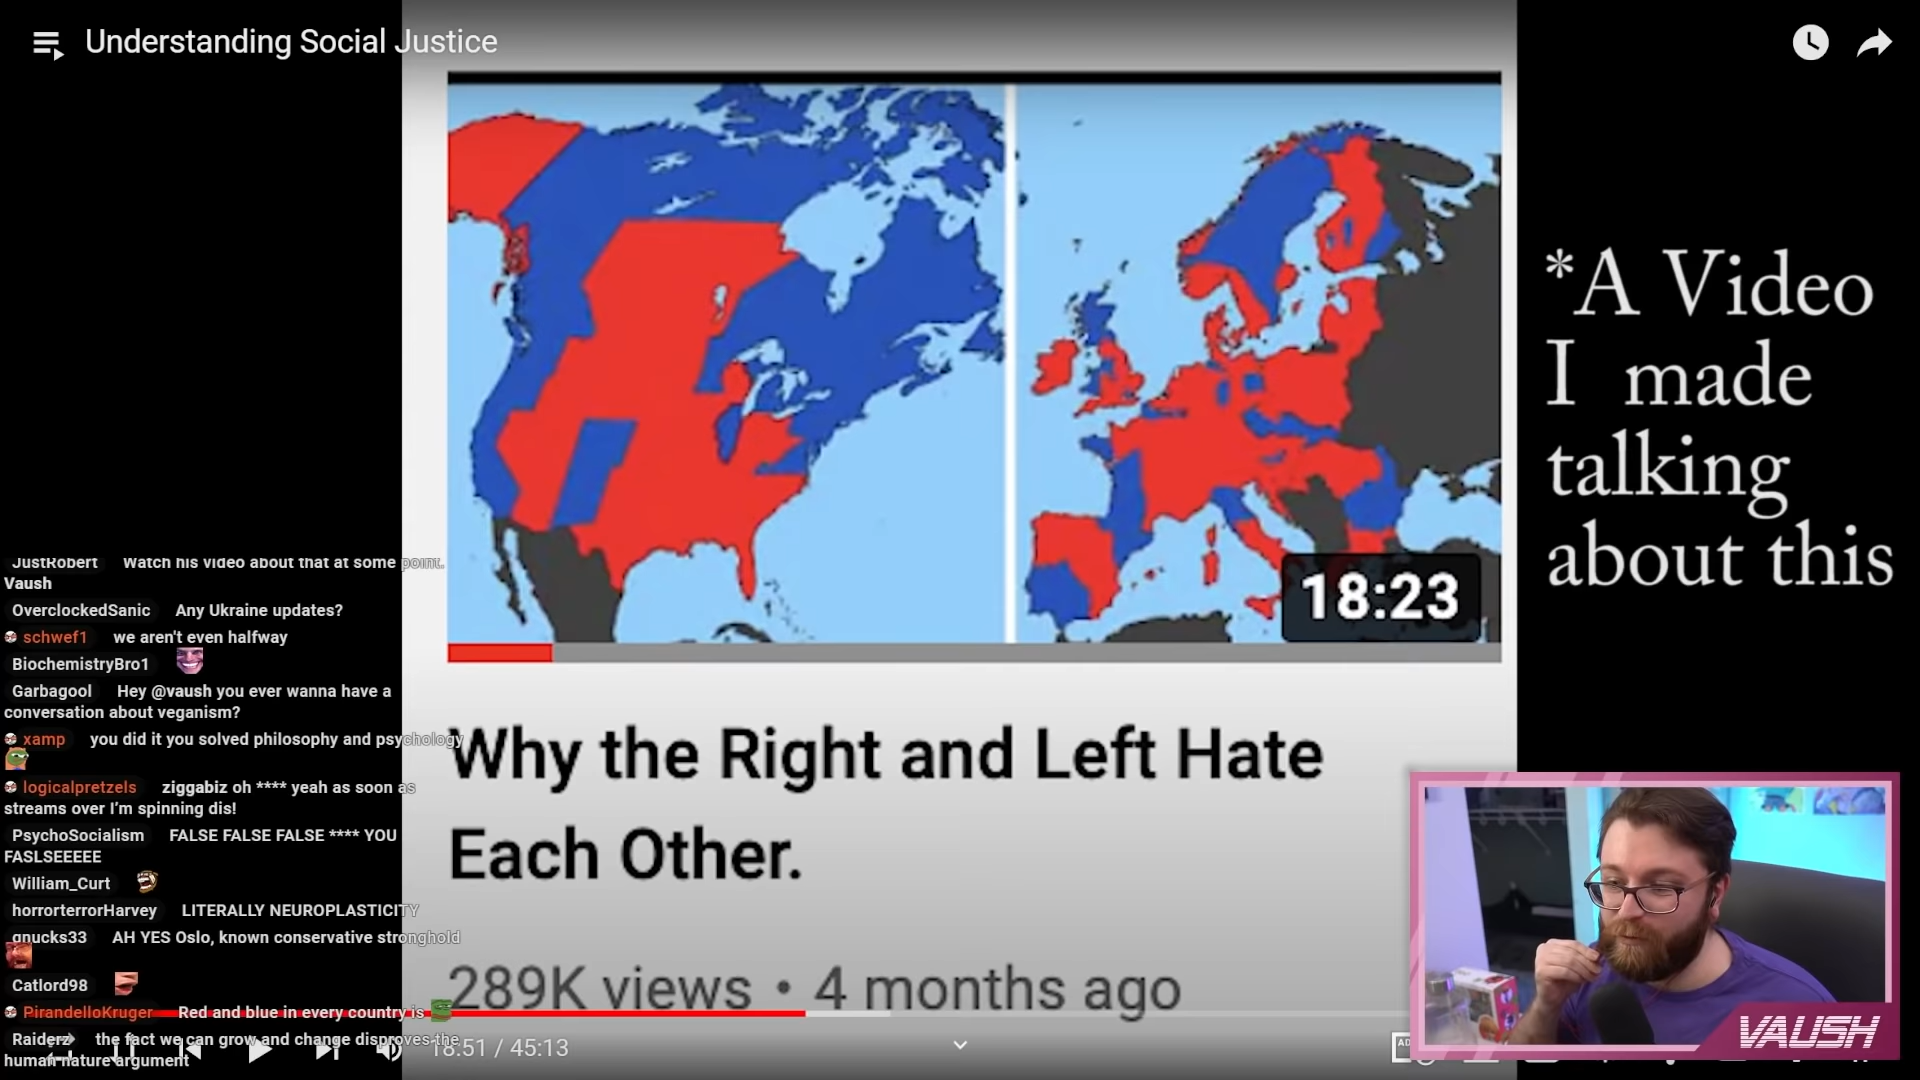 Understanding Social Justice
18:23
*A Video
I made
talking
about this
Why the Right and Left Hate
Each Other.
289K views • 4 months ago
JustRobert Watch his video about that at some point.
Vaush
OverclockedSanic Any Ukraine updates?
schwef1 we aren't even halfway
BiochemistryBro1
Garbagool Hey @vaush you ever wanna have a
conversation about veganism?
xamp you did it you solved philosophy and psychology
logicalpretzels ziggabiz oh **** yeah as soon as
streams over I'm spinning dis!
PsychoSocialism FALSE FALSE FALSE **** YOU
FASLSEEEEE
William_Curt
horrorterrorHarvey LITERALLY NEUROPLASTICITY
gnucks33 AH YES Oslo, known conservative stronghold
Catlord98
PirandelloKruger Red and blue in every country is
Raiderz the fact we can grow and change disproves the
human nature argument
18:51 / 45:13
VAUSH